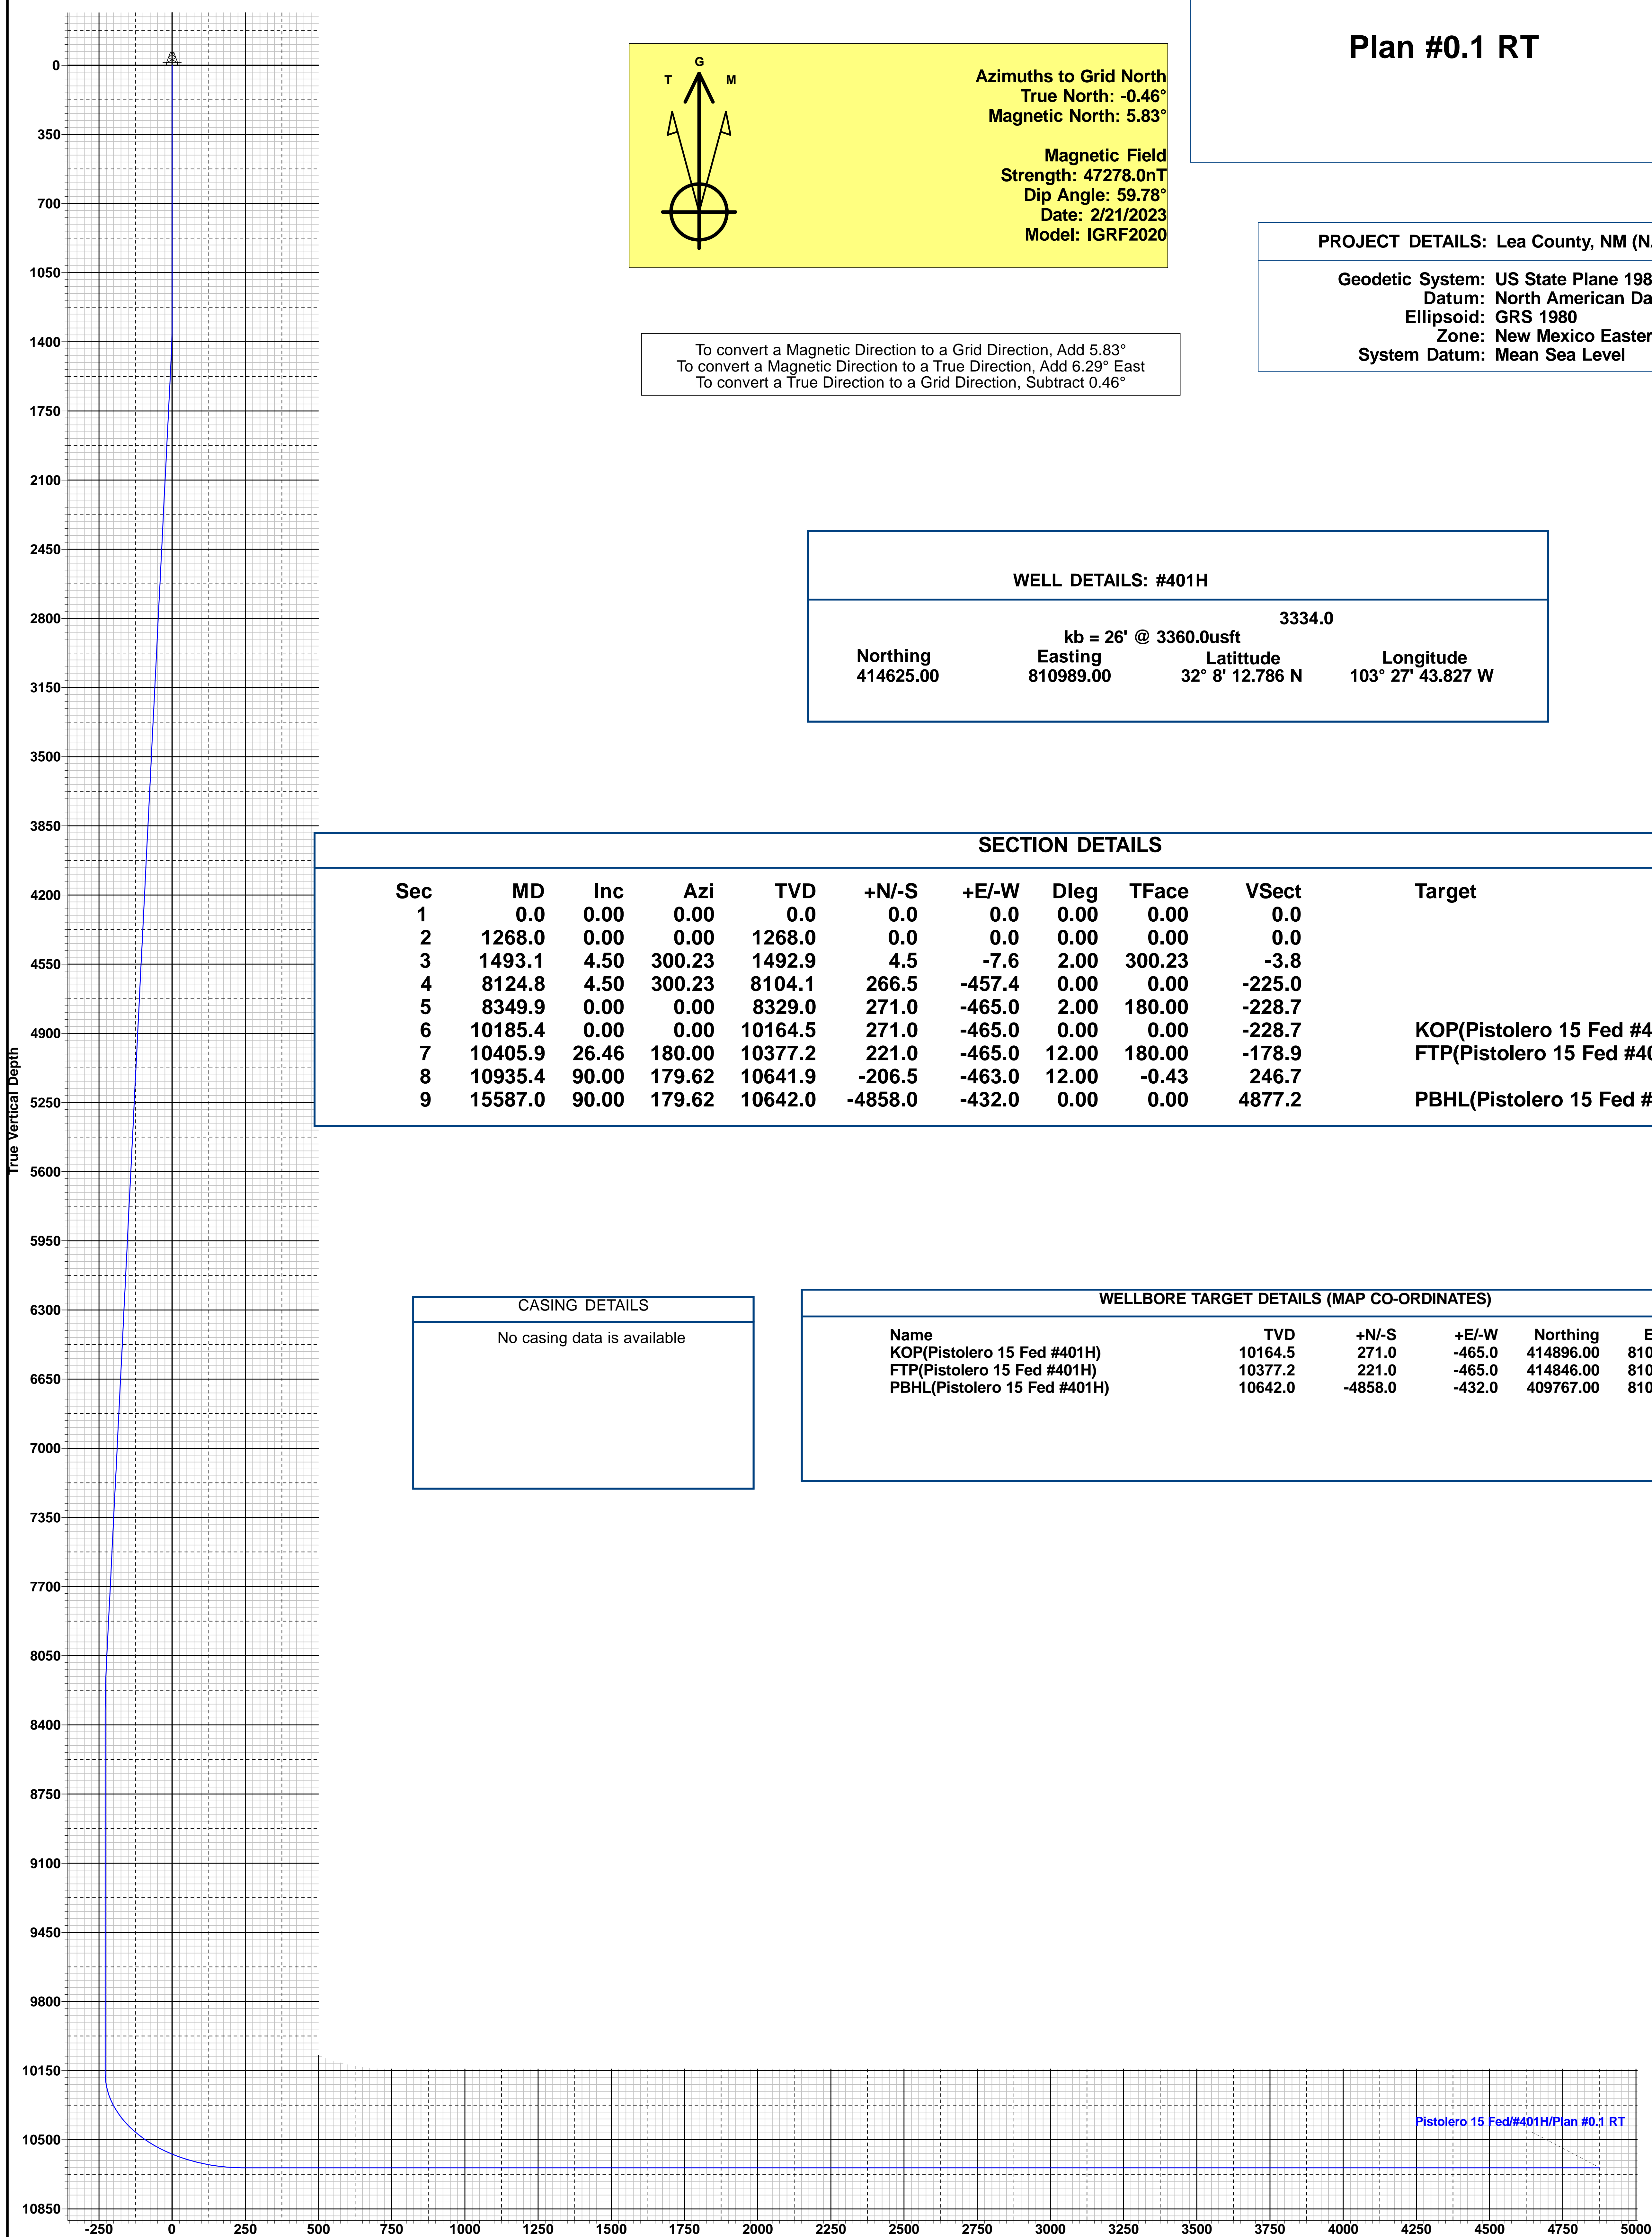 Plan #0.1 RT
T G M
Azimuths to Grid North
True North: -0.46°
Magnetic North: 5.83°
Magnetic Field
Strength: 47278.0nT
Dip Angle: 59.78°
Date: 2/21/2023
Model: IGRF2020
PROJECT DETAILS: Lea County, NM (N
Geodetic System: US State Plane 198
Datum: North American Da
Ellipsoid: GRS 1980
Zone: New Mexico Easter
System Datum: Mean Sea Level
To convert a Magnetic Direction to a Grid Direction, Add 5.83°
To convert a Magnetic Direction to a True Direction, Add 6.29° East
To convert a True Direction to a Grid Direction, Subtract 0.46°
WELL DETAILS: #401H
3334.0
kb = 26' @ 3360.0usft
Northing Easting Latittude Longitude
414625.00 810989.00 32° 8' 12.786 N 103° 27' 43.827 W
SECTION DETAILS
Sec MD Inc Azi TVD +N/-S +E/-W Dleg TFace VSect Target
1 0.0 0.00 0.00 0.0 0.0 0.0 0.00 0.00 0.0
2 1268.0 0.00 0.00 1268.0 0.0 0.0 0.00 0.00 0.0
3 1493.1 4.50 300.23 1492.9 4.5 -7.6 2.00 300.23 -3.8
4 8124.8 4.50 300.23 8104.1 266.5 -457.4 0.00 0.00 -225.0
5 8349.9 0.00 0.00 8329.0 271.0 -465.0 2.00 180.00 -228.7
6 10185.4 0.00 0.00 10164.5 271.0 -465.0 0.00 0.00 -228.7 KOP(Pistolero 15 Fed #4
7 10405.9 26.46 180.00 10377.2 221.0 -465.0 12.00 180.00 -178.9 FTP(Pistolero 15 Fed #40
8 10935.4 90.00 179.62 10641.9 -206.5 -463.0 12.00 -0.43 246.7
9 15587.0 90.00 179.62 10642.0 -4858.0 -432.0 0.00 0.00 4877.2 PBHL(Pistolero 15 Fed #
CASING DETAILS
No casing data is available
WELLBORE TARGET DETAILS (MAP CO-ORDINATES)
Name TVD +N/-S +E/-W Northing E
KOP(Pistolero 15 Fed #401H) 10164.5 271.0 -465.0 414896.00 810
FTP(Pistolero 15 Fed #401H) 10377.2 221.0 -465.0 414846.00 810
PBHL(Pistolero 15 Fed #401H) 10642.0 -4858.0 -432.0 409767.00 810
True Vertical Depth
0
350
700
1050
1400
1750
2100
2450
2800
3150
3500
3850
4200
4550
4900
5250
5600
5950
6300
6650
7000
7350
7700
8050
8400
8750
9100
9450
9800
10150
10500
10850
Pistolero 15 Fed/#401H/Plan #0.1 RT
-250 0 250 500 750 1000 1250 1500 1750 2000 2250 2500 2750 3000 3250 3500 3750 4000 4250 4500 4750 5000